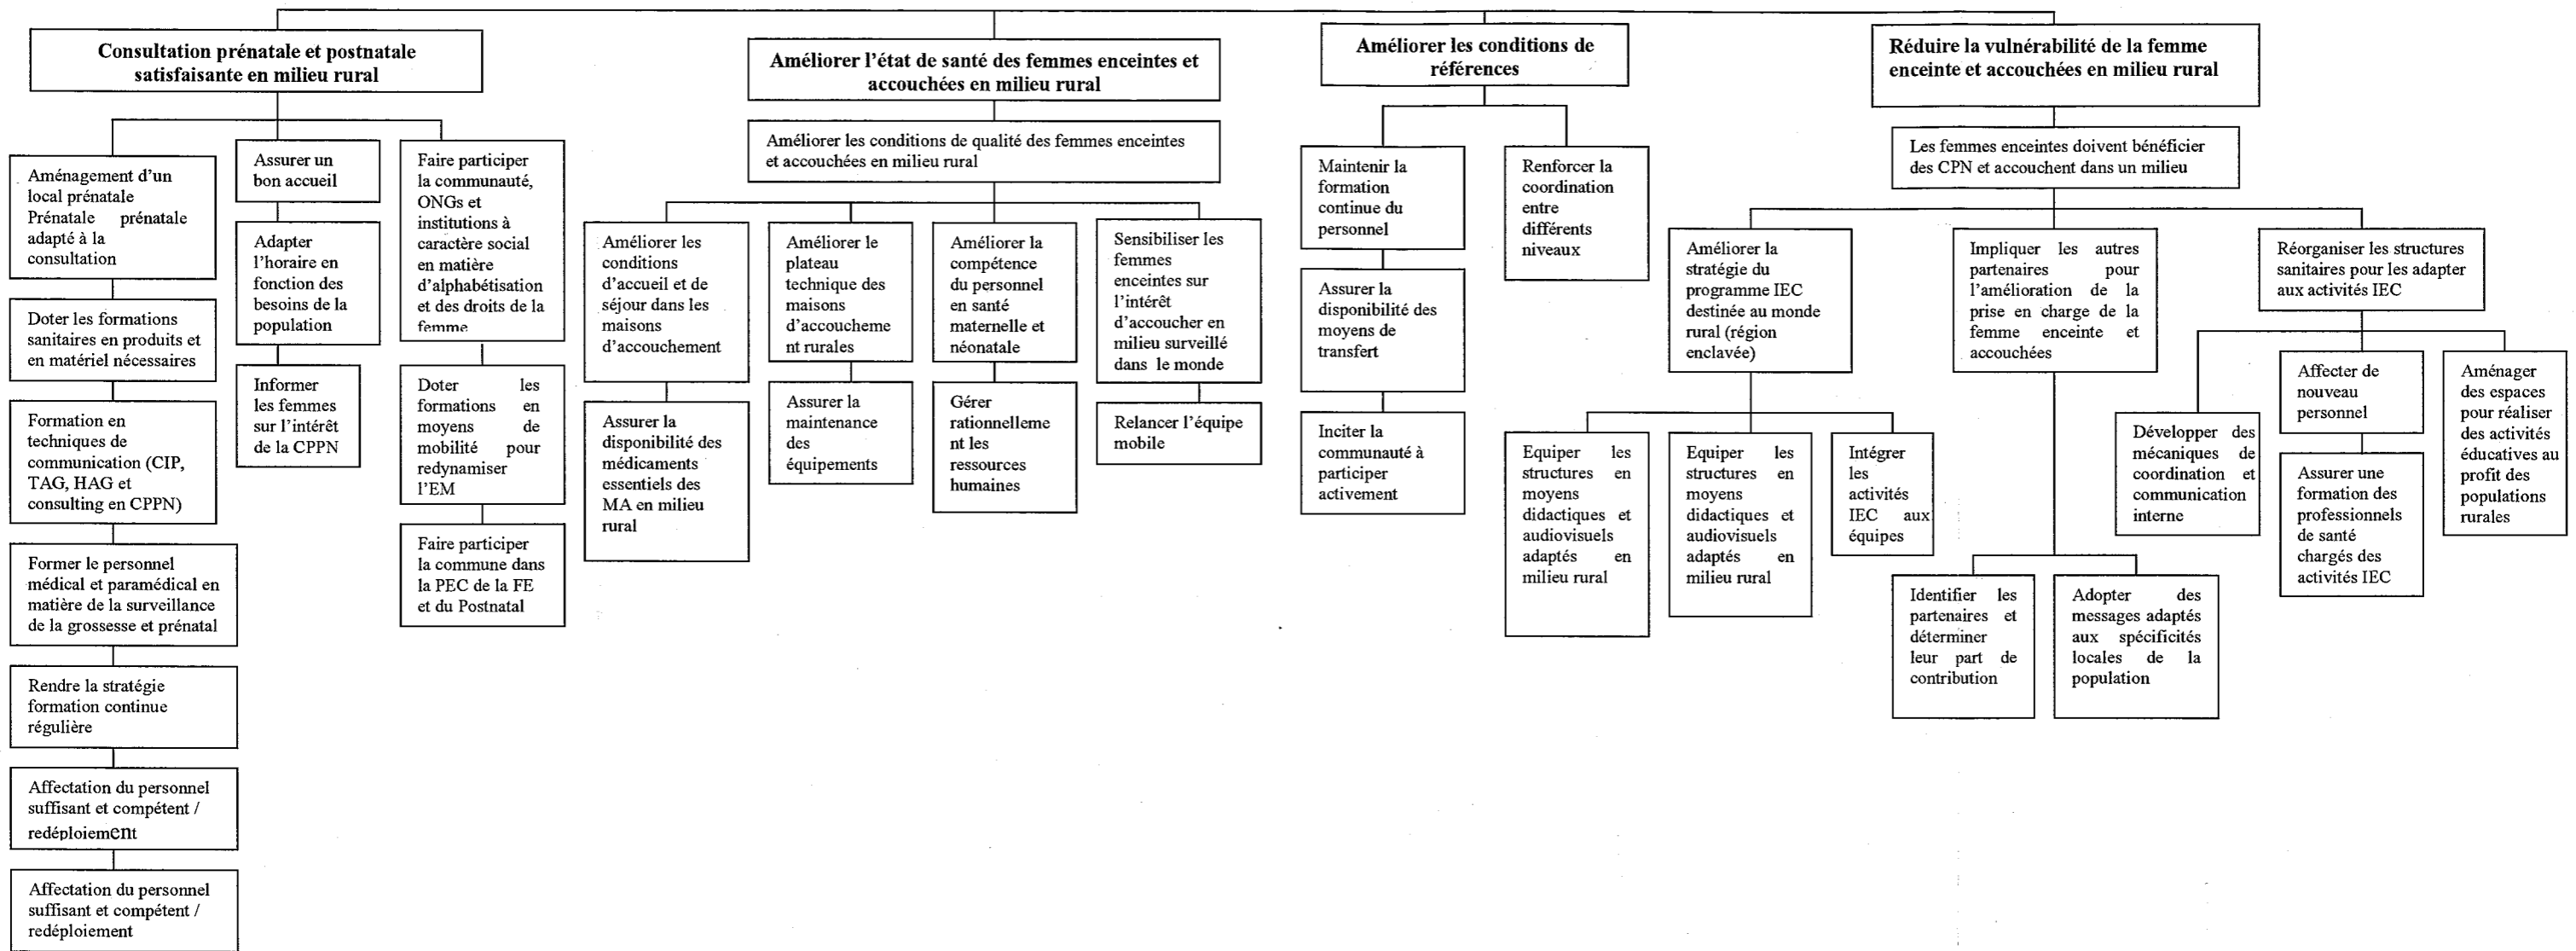 Consultation prénatale et postnatale
satisfaisante en milieu rural
Aménagement d’un
local prénatale
Prénatale prénatale
adapté à la
consultation
Doter les formations
sanitaires en produits et
en matériel nécessaires
Formation en
techniques de
communication (CIP,
TAG, HAG et
consulting en CPPN)
Former le personnel
médical et paramédical en
matière de la surveillance
de la grossesse et prénatal
Rendre la stratégie
formation continue
régulière
Affectation du personnel
suffisant et compétent /
redéploiement
Affectation du personnel
suffisant et compétent /
redéploiement
Assurer un
bon accueil
Adapter
l’horaire en
fonction des
besoins de la
population
Informer
les femmes
sur l’intérêt
de la CPPN
Faire participer
la communauté,
ONGs et
institutions à
caractère social
en matière
d’alphabétisation
et des droits de la
femme
Doter les
formations en
moyens de
mobilité pour
redynamiser
l’EM
Faire participer
la commune dans
la PEC de la FE
et du Postnatal
Améliorer l’état de santé des femmes enceintes et
accouchées en milieu rural
Améliorer les conditions de qualité des femmes enceintes
et accouchées en milieu rural
Améliorer les
conditions
d’accueil et de
séjour dans les
maisons
d’accouchement
Assurer la
disponibilité des
médicaments
essentiels des
MA en milieu
rural
Améliorer le
plateau
technique des
maisons
d’accoucheme
nt rurales
Assurer la
maintenance
des
équipements
Améliorer la
compétence
du personnel
en santé
maternelle et
néonatale
Gérer
rationnelleme
nt les
ressources
humaines
Sensibiliser les
femmes
enceintes sur
l’intérêt
d’accoucher en
milieu surveillé
dans le monde
Relancer l’équipe
mobile
Améliorer les conditions de
références
Maintenir la
formation
continue du
personnel
Assurer la
disponibilité des
moyens de
transfert
Inciter la
communauté à
participer
activement
Renforcer la
coordination
entre
différents
niveaux
Réduire la vulnérabilité de la femme
enceinte et accouchées en milieu rural
Les femmes enceintes doivent bénéficier
des CPN et accouchent dans un milieu
Améliorer la
stratégie du
programme IEC
destinée au monde
rural (région
enclavée)
Equiper les
structures en
moyens
didactiques et
audiovisuels
adaptés en
milieu rural
Equiper les
structures en
moyens
didactiques et
audiovisuels
adaptés en
milieu rural
Intégrer
les
activités
IEC aux
équipes
Impliquer les autres
partenaires pour
l’amélioration de la
prise en charge de la
femme enceinte et
accouchées
Identifier les
partenaires et
déterminer
leur part de
contribution
Adopter des
messages adaptés
aux spécificités
locales de la
population
Réorganiser les structures
sanitaires pour les adapter
aux activités IEC
Développer des
mécaniques de
coordination et
communication
interne
Affecter de
nouveau
personnel
Assurer une
formation des
professionnels
de santé
chargés des
activités IEC
Aménager
des espaces
pour réaliser
des activités
éducatives au
profit des
populations
rurales